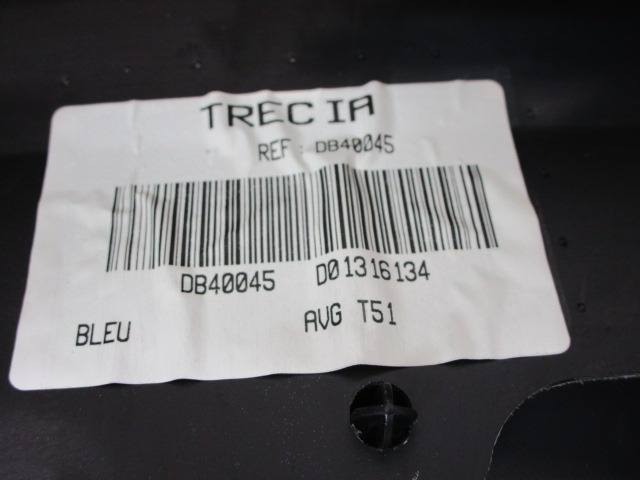 TRECIA
REF : DB40045
DB40045 D01316134
BLEU AVG T51